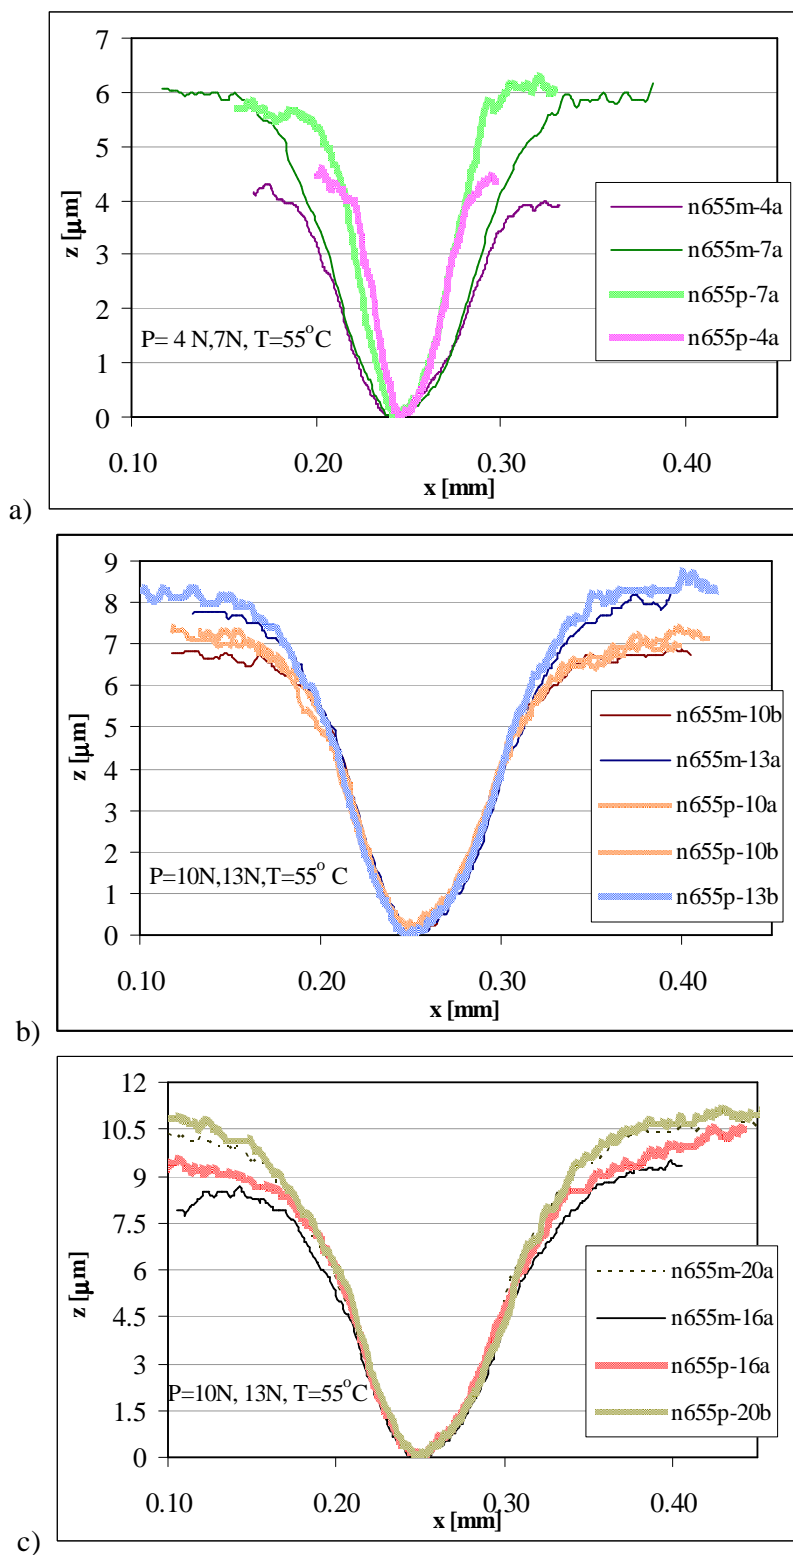 7
6
5
4
3
2
1
0
z [μm]
P= 4 N,7N, T=55°C
n655m-4a
n655m-7a
n655p-7a
n655p-4a
0.10 0.20 0.30 0.40
x [mm]
a)
9
8
7
6
5
4
3
2
1
0
z [μm]
P=10N,13N,T=55° C
n655m-10b
n655m-13a
n655p-10a
n655p-10b
n655p-13b
0.10 0.20 0.30 0.40
x [mm]
b)
12
10.5
9
7.5
6
4.5
3
1.5
0
z [μm]
P=10N, 13N, T=55°C
n655m-20a
n655m-16a
n655p-16a
n655p-20b
0.10 0.20 0.30 0.40
x [mm]
c)